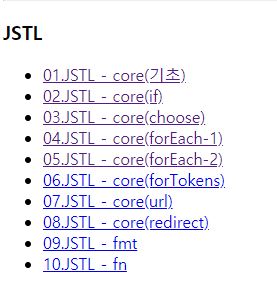 JSTL
01.JSTL - core(기초)
02.JSTL - core(if)
03.JSTL - core(choose)
04.JSTL - core(forEach-1)
05.JSTL - core(forEach-2)
06.JSTL - core(forTokens)
07.JSTL - core(url)
08.JSTL - core(redirect)
09.JSTL - fmt
10.JSTL - fn